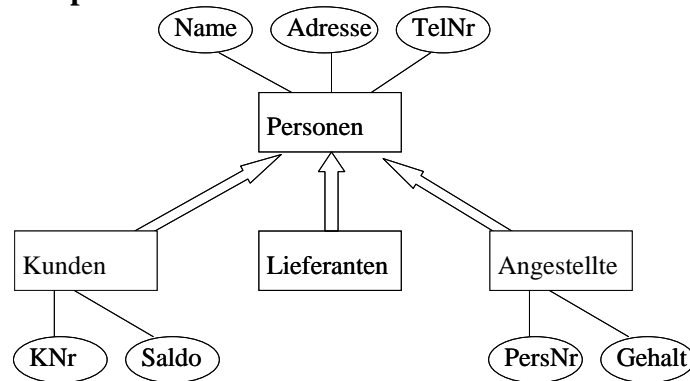 Name Adresse TelNr
Personen
Kunden Lieferanten Angestellte
KNr Saldo PersNr Gehalt